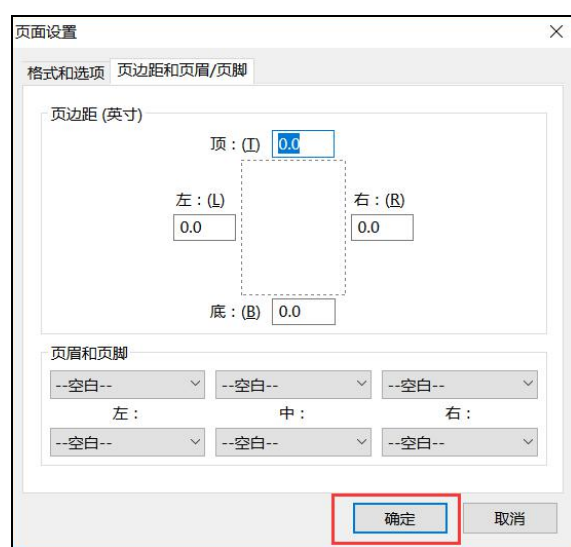 页面设置
格式和选项 页边距和页眉/页脚
页边距 (英寸)
顶：(T) 0.0
左：(L) 右：(R)
0.0 0.0
底：(B) 0.0
页眉和页脚
--空白-- --空白-- --空白--
左： 中： 右：
--空白-- --空白-- --空白--
确定 取消